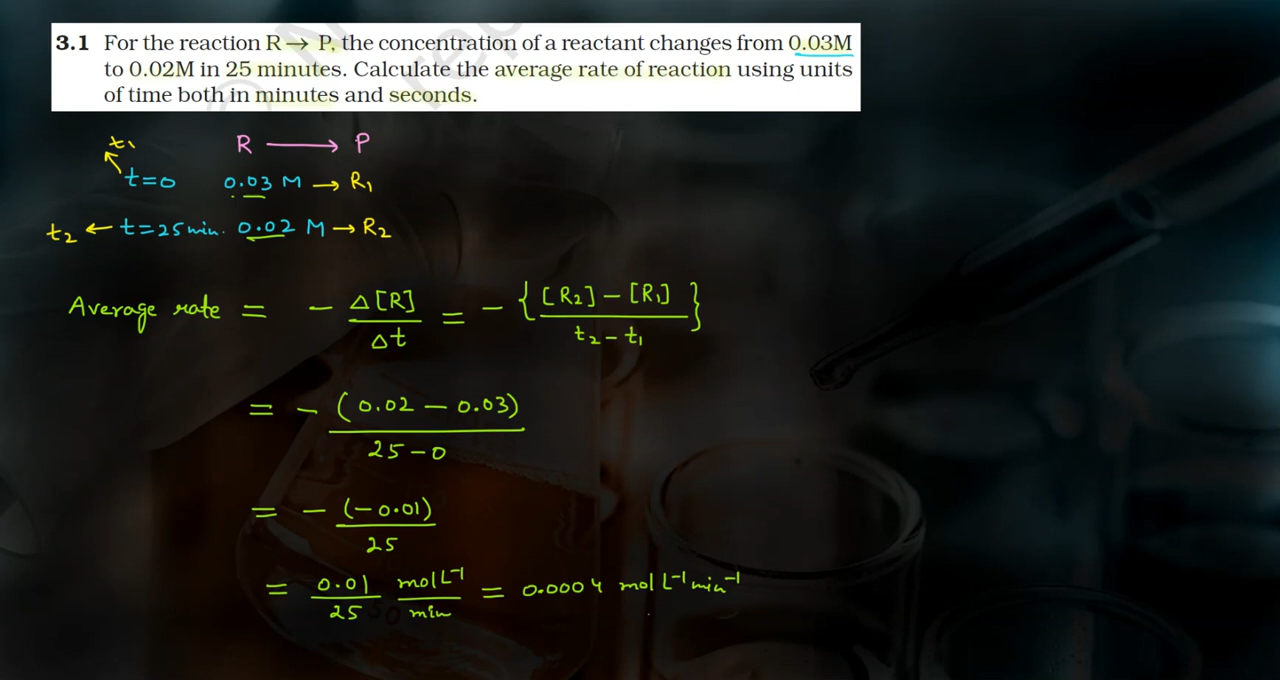 3.1 For the reaction R → P, the concentration of a reactant changes from 0.03M
to 0.02M in 25 minutes. Calculate the average rate of reaction using units
of time both in minutes and seconds.
t₁ R ⟶ P
t=0 0.03 M → R₁
t₂ ← t=25min. 0.02 M → R₂
Average rate = - Δ[R]/Δt = - { [R₂] - [R₁] / t₂ - t₁ }
= - (0.02 - 0.03) / 25 - 0
= - (-0.01) / 25
= 0.01/25 mol L⁻¹/min = 0.0004 mol L⁻¹ min⁻¹